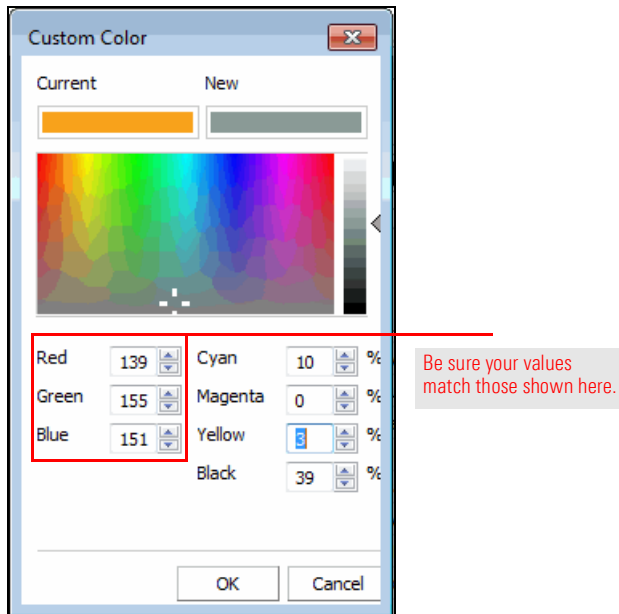 Custom Color
Current New
Red 139 Cyan 10 %
Green 155 Magenta 0 %
Blue 151 Yellow 3 %
Black 39 %
Be sure your values
match those shown here.
OK Cancel